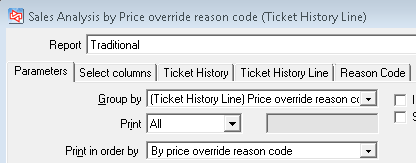 Sales Analysis by Price override reason code (Ticket History Line)
Report Traditional
Parameters Select columns Ticket History Ticket History Line Reason Code
Group by (Ticket History Line) Price override reason
Print All
Print in order by By price override reason code